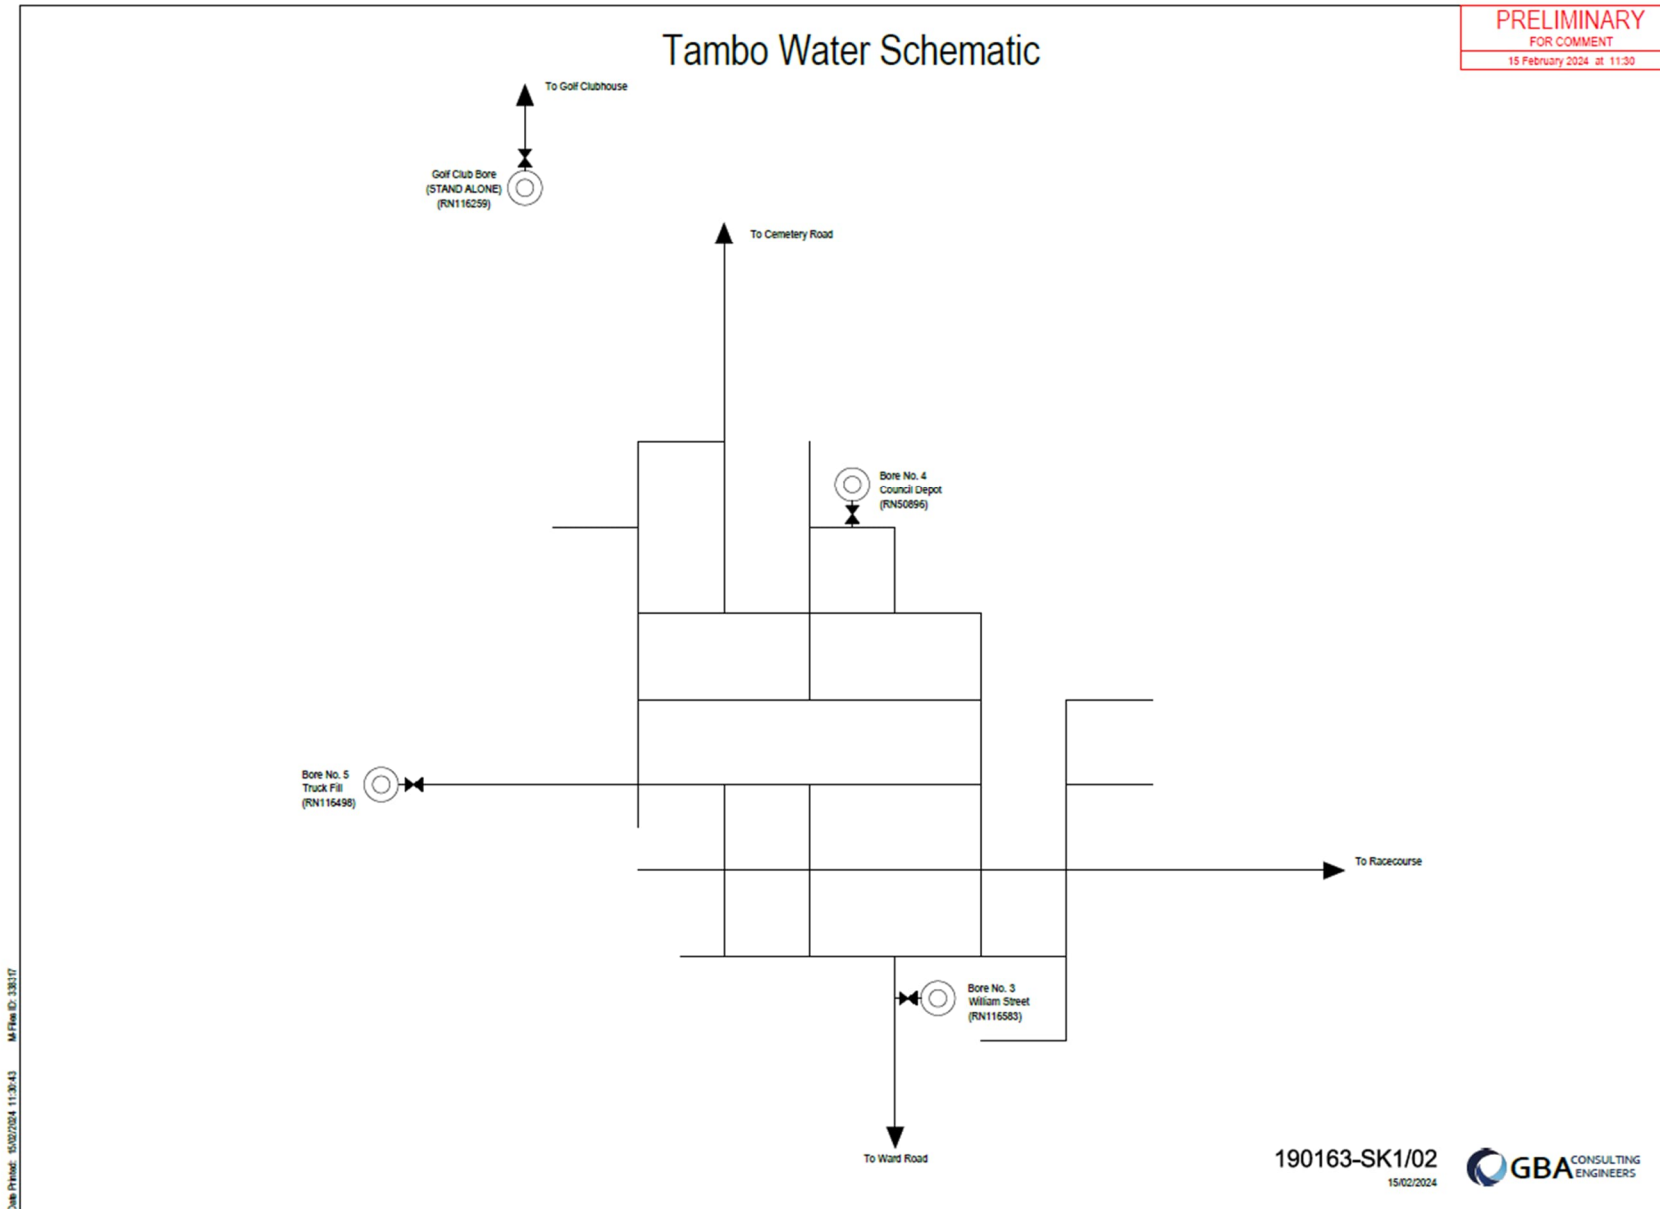 Tambo Water Schematic
PRELIMINARY
FOR COMMENT
15 February 2024 at 11:30
To Golf Clubhouse
Golf Club Bore
(STAND ALONE)
(RN116259)
To Cemetery Road
Bore No. 4
Council Depot
(RN50896)
Bore No. 5
Truck Fill
(RN116498)
To Racecourse
Bore No. 3
William Street
(RN116583)
To Ward Road
190163-SK1/02
15/02/2024
GBA CONSULTING
ENGINEERS
Date Printed: 15/02/2024 11:30:43 M-Files ID: 338317